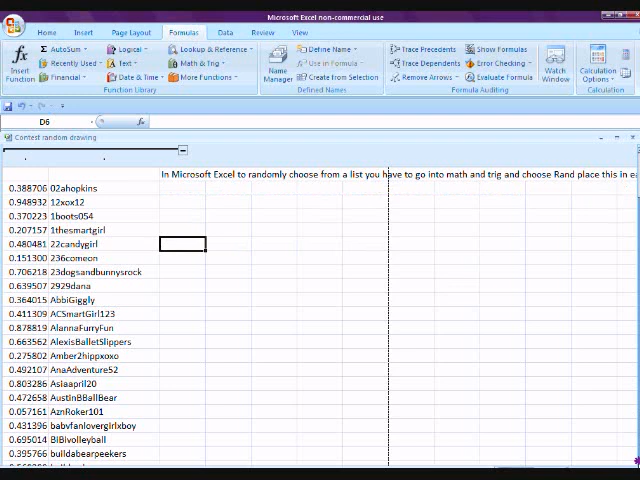 Microsoft Excel non-commercial use
Home Insert Page Layout Formulas Data Review View
AutoSum Logical Lookup & Reference Define Name Trace Precedents Show Formulas
Recently Used Text Math & Trig Use in Formula Trace Dependents Error Checking
Financial Date & Time More Functions Create from Selection Remove Arrows Evaluate Formula
fx Insert Function Name Manager Watch Window Calculation Options
Function Library Defined Names Formula Auditing Calculation
D6 fx
Contest random drawing
In Microsoft Excel to randomly choose from a list you have to go into math and trig and choose Rand place this in ea
0.388706 02ahopkins
0.948932 12xox12
0.370223 1boots054
0.207157 1thesmartgirl
0.480481 22candygirl
0.151300 236comeon
0.706218 23dogsandbunnysrock
0.639507 2929dana
0.364015 AbbiGiggly
0.411309 ACSmartGirl123
0.878819 AlannaFurryFun
0.663562 AlexisBalletSlippers
0.275802 Amber2hippxoxo
0.492107 AnaAdventure52
0.803286 Asiaapril20
0.472658 AustinBBallBear
0.057161 AznRoker101
0.431396 babyfanlovergirlxboy
0.695014 BIBIvolleyball
0.395766 bulldabearpeekers